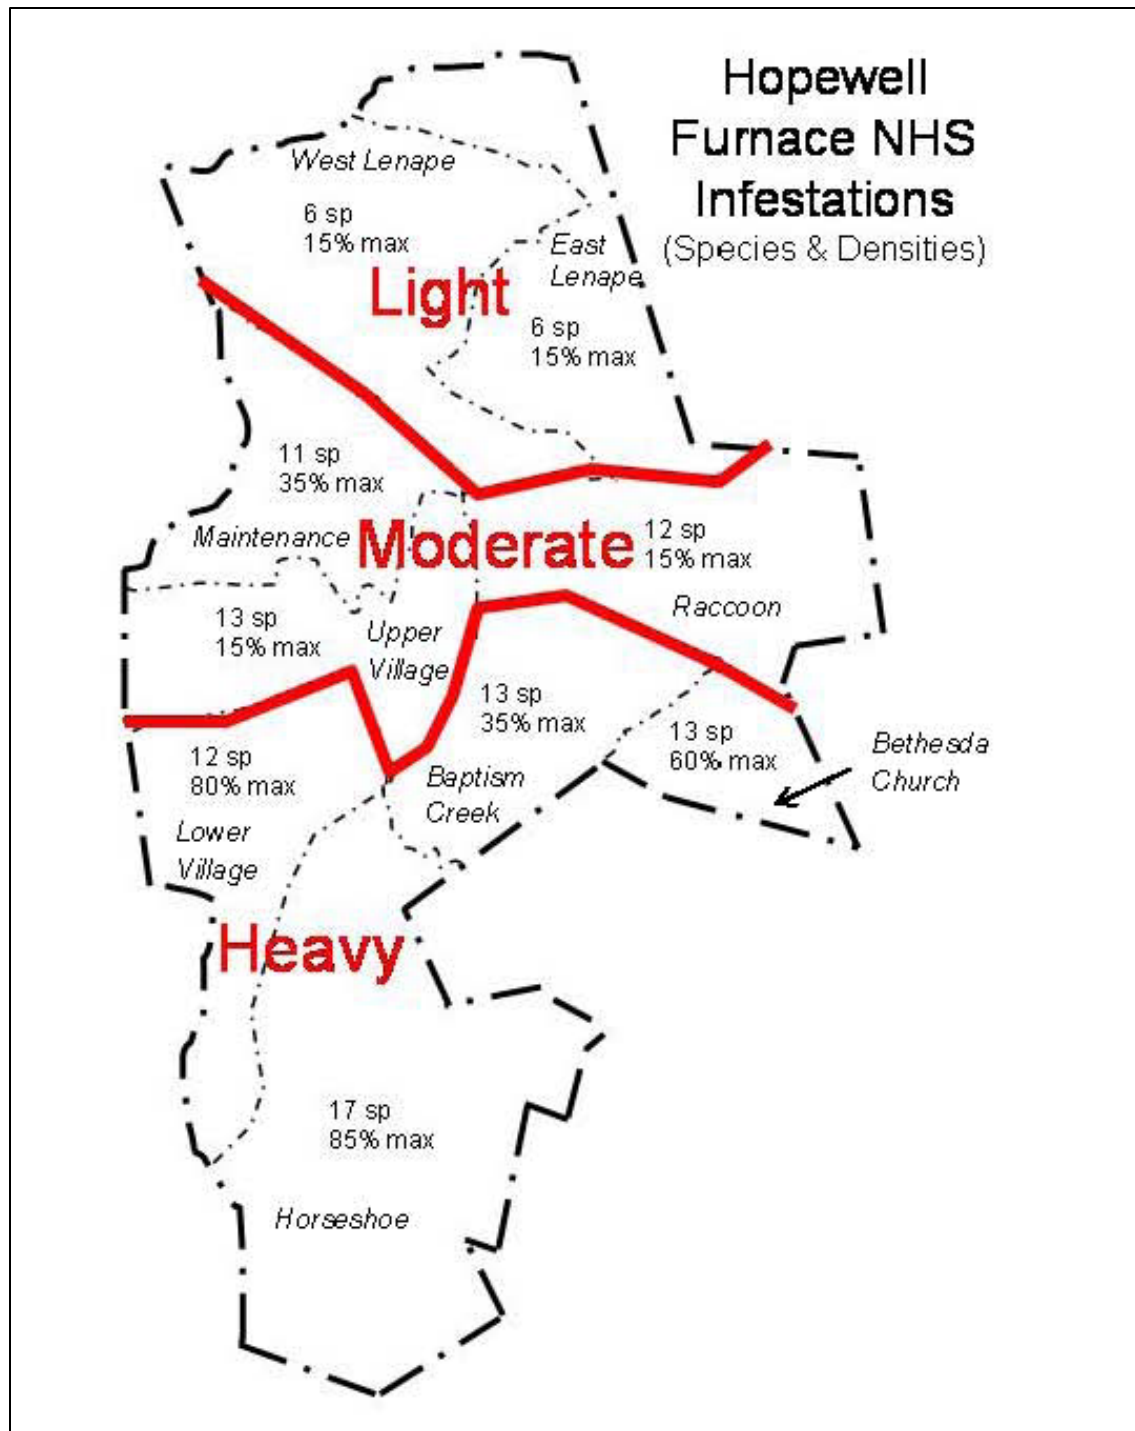 Hopewell
Furnace NHS
Infestations
(Species & Densities)
West Lenape
6 sp
15% max
East
Lenape
Light
6 sp
15% max
11 sp
35% max
Maintenance
Moderate
12 sp
15% max
Raccoon
13 sp
15% max
Upper
Village
13 sp
35% max
13 sp
60% max
Bethesda
Church
12 sp
80% max
Baptism
Creek
Lower
Village
Heavy
17 sp
85% max
Horseshoe